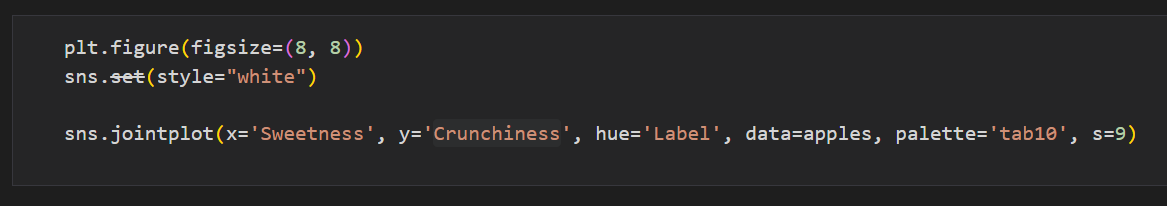 plt.figure(figsize=(8, 8))
sns.set(style="white")
sns.jointplot(x='Sweetness', y='Crunchiness', hue='Label', data=apples, palette='tab10', s=9)